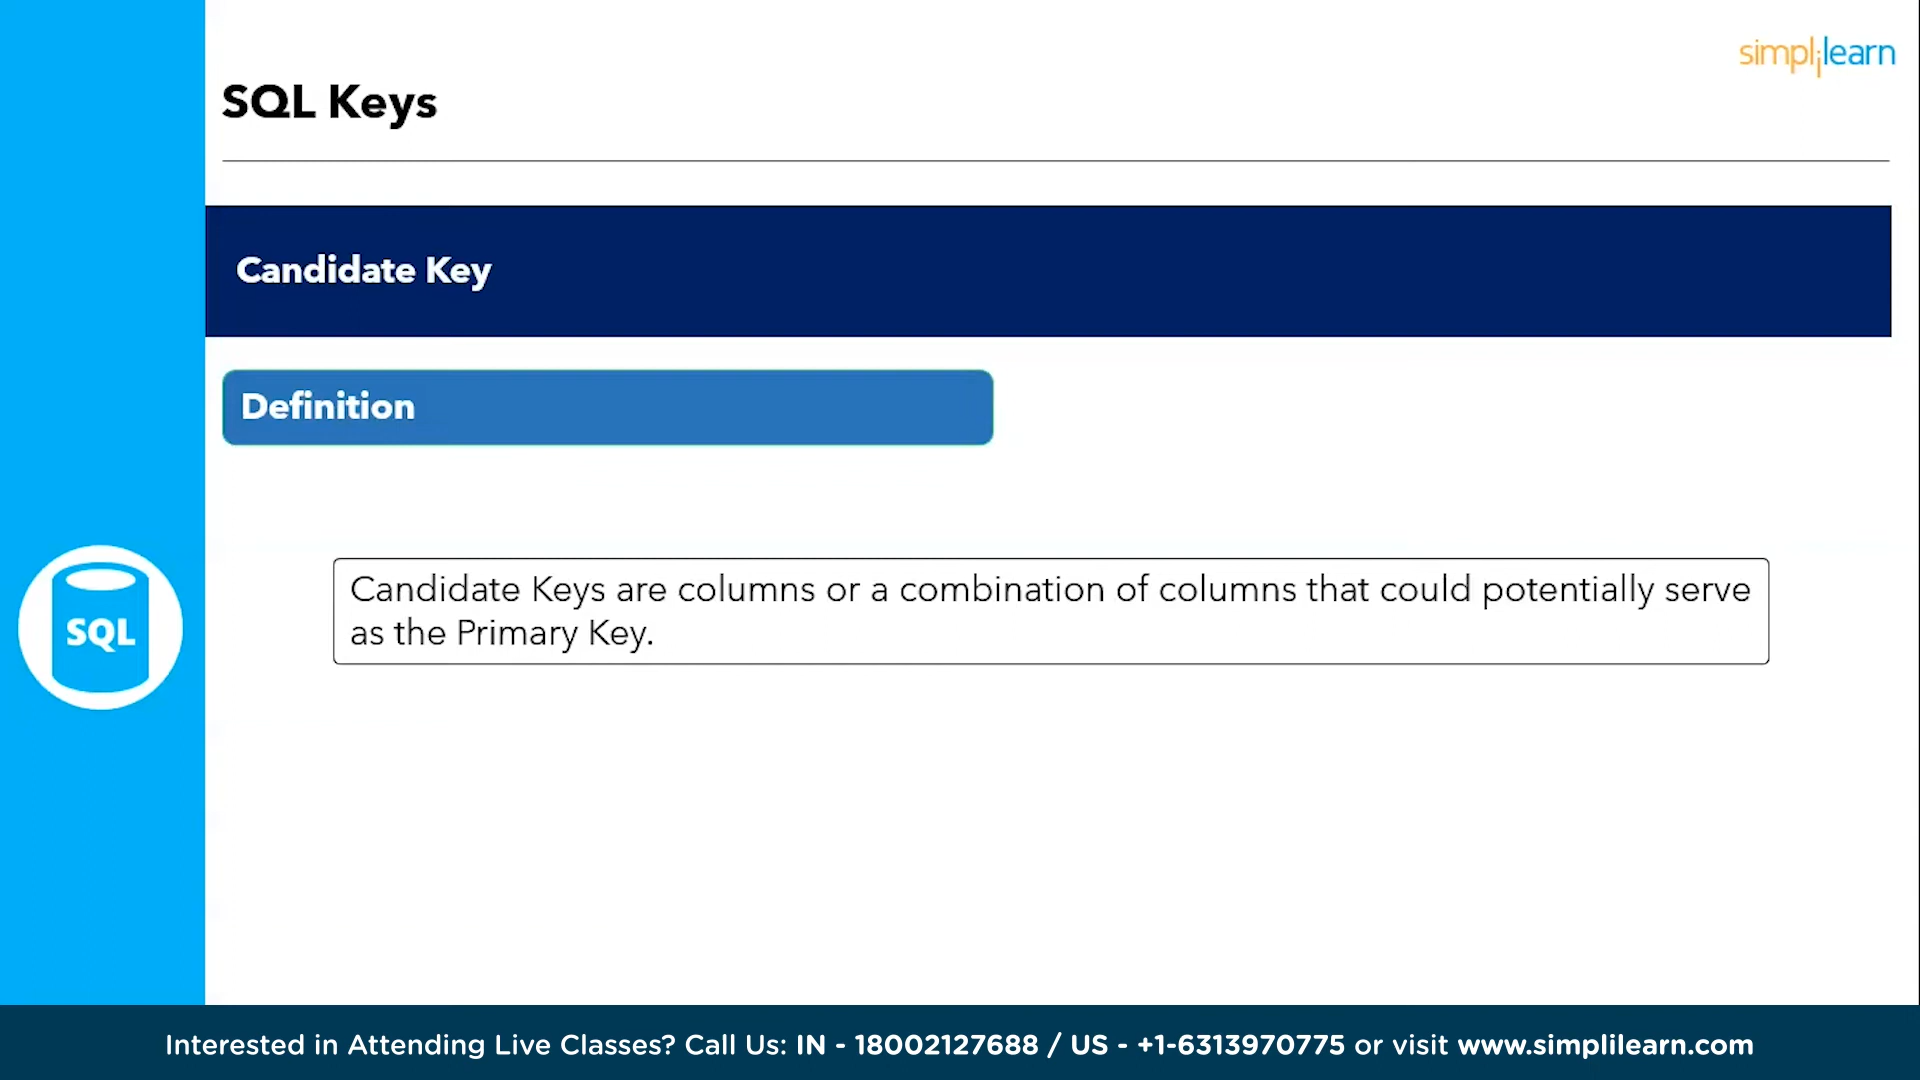 simplilearn
SQL Keys
Candidate Key
Definition
Candidate Keys are columns or a combination of columns that could potentially serve
as the Primary Key.
SQL
Interested in Attending Live Classes? Call Us: IN - 18002127688 / US - +1-6313970775 or visit www.simplilearn.com